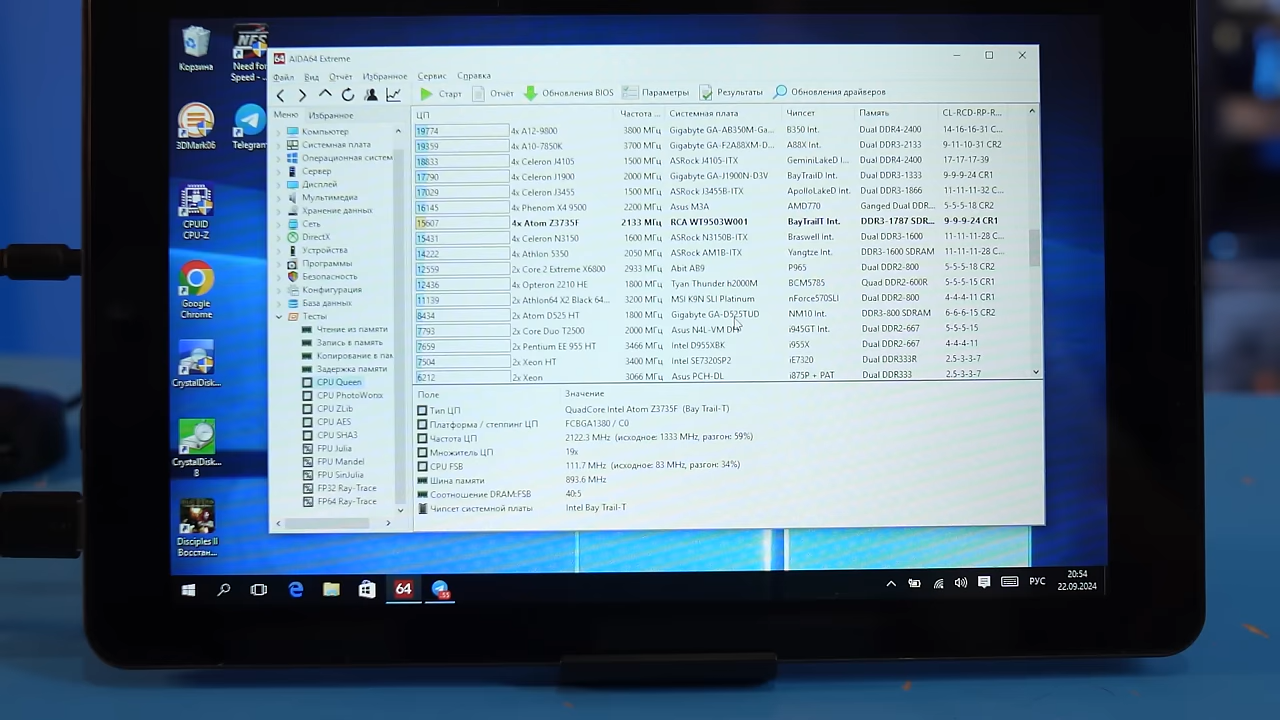 Корзина
NFS
Need for
Speed - ...
3DMark06
Telegram
CPUID
CPU-Z
Google
Chrome
CrystalDisk...
CrystalDisk...
8
Disciples II
Восстан...
64 AIDA64 Extreme
Файл Вид Отчёт Избранное Сервис Справка
Старт Отчёт Обновления BIOS Параметры Результаты Обновления драйверов
Меню Избранное
Компьютер
Системная плата
Операционная систем
Сервер
Дисплей
Мультимедиа
Хранение данных
Сеть
DirectX
Устройства
Программы
Безопасность
Конфигурация
База данных
Тесты
Чтение из памяти
Запись в память
Копирование в пам
Задержка памяти
CPU Queen
CPU PhotoWorxx
CPU ZLib
CPU AES
CPU SHA3
FPU Julia
FPU Mandel
FPU SinJulia
FP32 Ray-Trace
FP64 Ray-Trace
ЦП Частота ... Системная плата Чипсет Память CL-RCD-RP-R...
19774 4x A12-9800 3800 МГц Gigabyte GA-AB350M-Ga... B350 Int. Dual DDR4-2400 14-16-16-31 C...
19359 4x A10-7850K 3700 МГц Gigabyte GA-F2A88XM-D... A88X Int. Dual DDR3-2133 9-11-10-31 CR2
18833 4x Celeron J4105 1500 МГц ASRock J4105-ITX GeminiLakeD I... Dual DDR4-2400 17-17-17-39
17790 4x Celeron J1900 2000 МГц Gigabyte GA-J1900N-D3V BayTrailD Int. Dual DDR3-1333 9-9-9-24 CR1
17029 4x Celeron J3455 1500 МГц ASRock J3455B-ITX ApolloLakeD Int. Dual DDR3-1866 11-11-11-32 C...
16145 4x Phenom X4 9500 2200 МГц Asus M3A AMD770 Ganged Dual DDR... 5-5-5-18 CR2
15607 4x Atom Z3735F 2133 МГц RCA WT9503W001 BayTrailT Int. DDR3-1787 SDR... 9-9-9-24 CR1
15431 4x Celeron N3150 1600 МГц ASRock N3150B-ITX Braswell Int. Dual DDR3-1600 11-11-11-28 C...
14222 4x Athlon 5350 2050 МГц ASRock AM1B-ITX Yangtze Int. DDR3-1600 SDRAM 11-11-11-28 C...
12559 2x Core 2 Extreme X6800 2933 МГц Abit AB9 P965 Dual DDR2-800 5-5-5-18 CR2
12436 4x Opteron 2210 HE 1800 МГц Tyan Thunder h2000M BCM5785 Quad DDR2-600R 5-5-5-15 CR1
11139 2x Athlon64 X2 Black 64... 3200 МГц MSI K9N SLI Platinum nForce570SLI Dual DDR2-800 4-4-4-11 CR1
8434 2x Atom D525 HT 1800 МГц Gigabyte GA-D525TUD NM10 Int. DDR3-800 SDRAM 6-6-6-15 CR2
7793 2x Core Duo T2500 2000 МГц Asus N4L-VM DH i945GT Int. Dual DDR2-667 5-5-5-15
7659 2x Pentium EE 955 HT 3466 МГц Intel D955XBK i955X Dual DDR2-667 4-4-4-11
7504 2x Xeon HT 3400 МГц Intel SE7320SP2 iE7320 Dual DDR333R 2.5-3-3-7
6212 2x Xeon 3066 МГц Asus PCH-DL i875P + PAT Dual DDR333 2.5-3-3-7
Поле Значение
Тип ЦП QuadCore Intel Atom Z3735F (Bay Trail-T)
Платформа / степпинг ЦП FCBGA1380 / C0
Частота ЦП 2122.3 MHz (исходное: 1333 MHz, разгон: 59%)
Множитель ЦП 19x
CPU FSB 111.7 MHz (исходное: 83 MHz, разгон: 34%)
Шина памяти 893.6 MHz
Соотношение DRAM:FSB 40:5
Чипсет системной платы Intel Bay Trail-T
64 55 РУС 20:54
22.09.2024